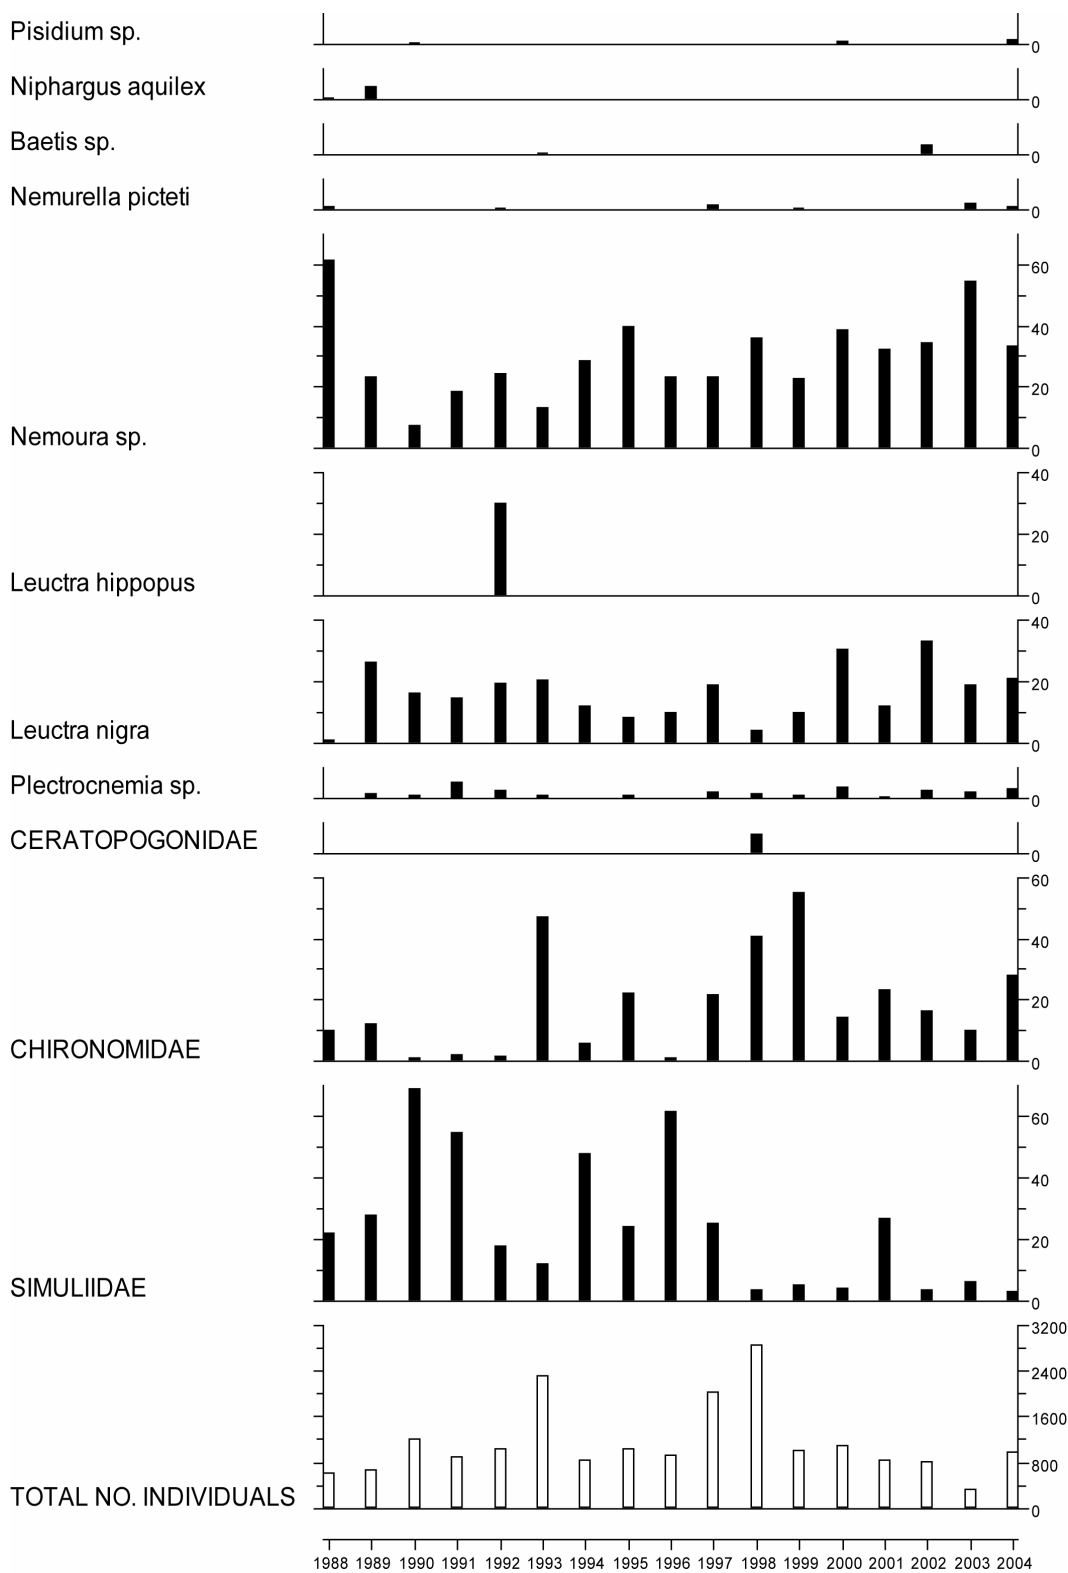 Pisidium sp.
0
Niphargus aquilex
0
Baetis sp.
0
Nemurella picteti
0
60
40
20
Nemoura sp.
0
40
20
Leuctra hippopus
0
40
20
Leuctra nigra
0
Plectrocnemia sp.
0
CERATOPOGONIDAE
0
60
40
20
CHIRONOMIDAE
0
60
40
20
SIMULIIDAE
0
3200
2400
1600
800
TOTAL NO. INDIVIDUALS
0
1988 1989 1990 1991 1992 1993 1994 1995 1996 1997 1998 1999 2000 2001 2002 2003 2004